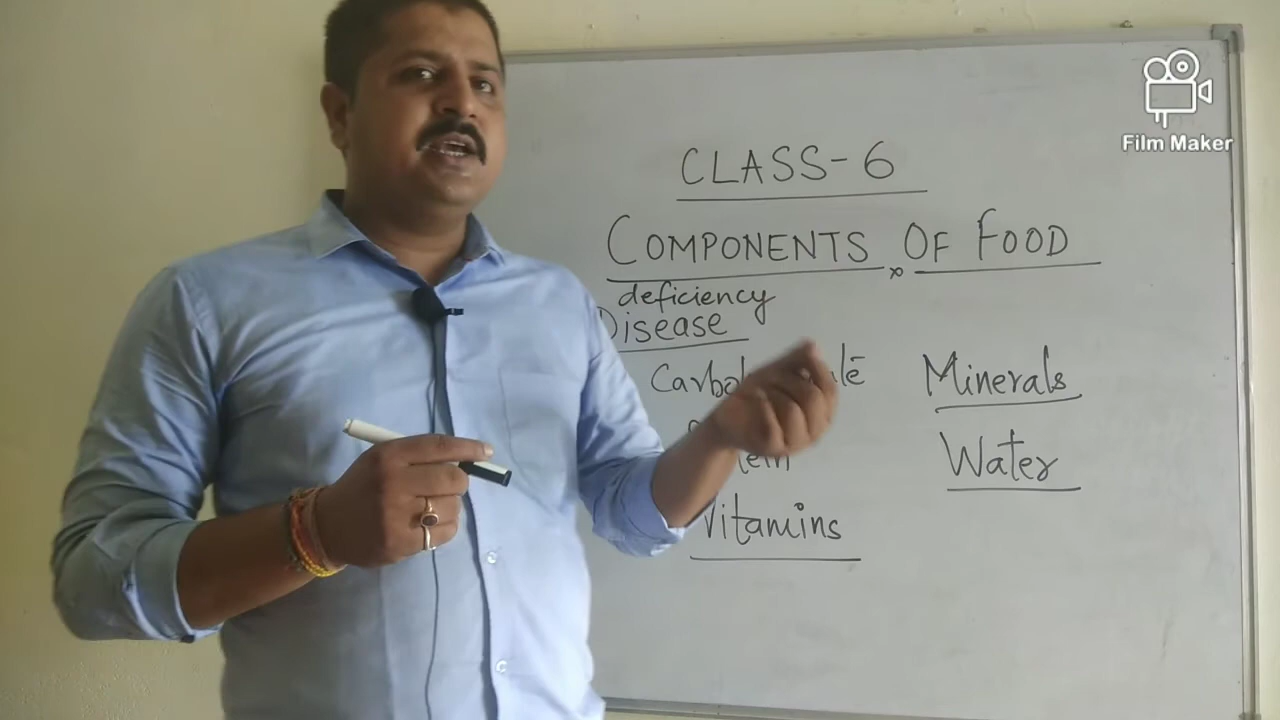 CLASS-6
COMPONENTS OF FOOD
deficiency
Disease
Minerals
Water
Vitamins
Film Maker